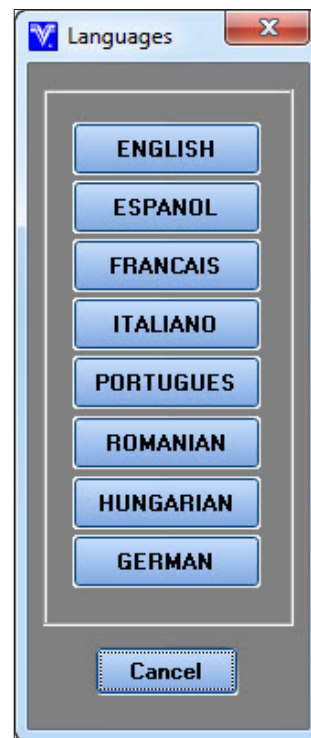 Languages
ENGLISH
ESPANOL
FRANCAIS
ITALIANO
PORTUGUES
ROMANIAN
HUNGARIAN
GERMAN
Cancel